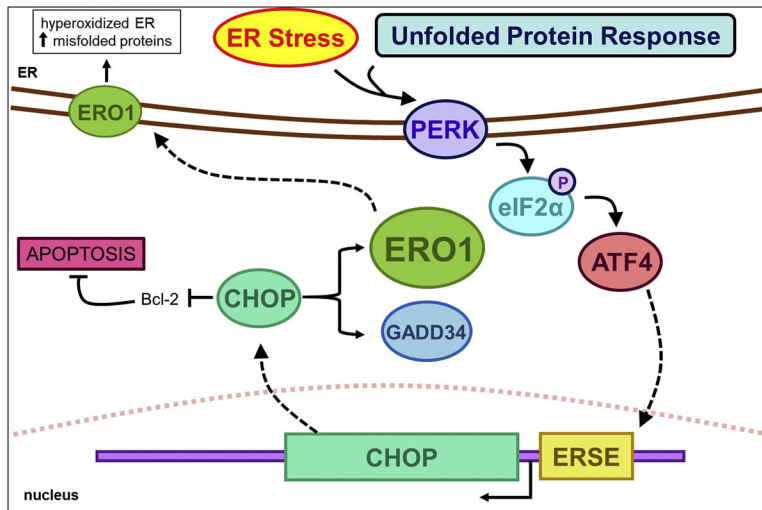 hyperoxidized ER
⬆ misfolded proteins
ER Stress
Unfolded Protein Response
ER
ERO1
PERK
P
eIF2α
ERO1
ATF4
APOPTOSIS
Bcl-2
CHOP
GADD34
CHOP
ERSE
nucleus